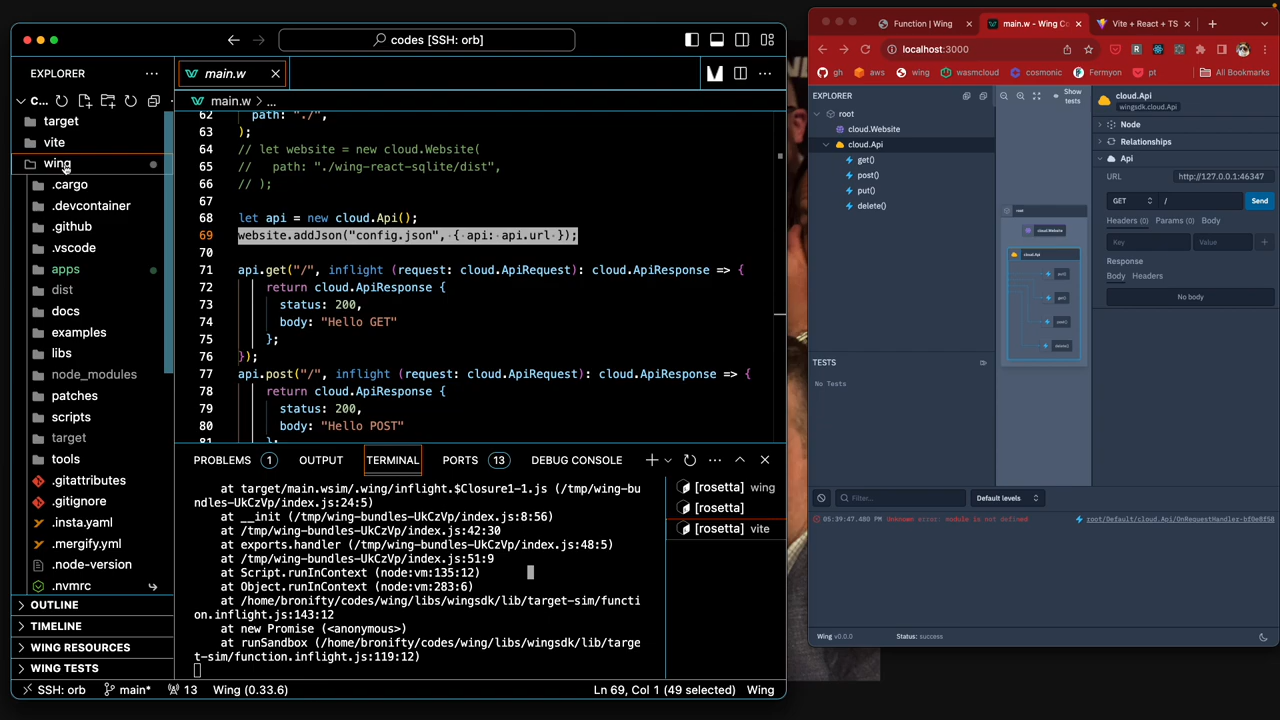 codes [SSH: orb]
EXPLORER
main.w
C...
main.w > ...
target
vite
wing
.cargo
.devcontainer
.github
.vscode
apps
dist
docs
examples
libs
node_modules
patches
scripts
target
tools
.gitattributes
.gitignore
.insta.yaml
.mergify.yml
.node-version
.nvmrc
OUTLINE
TIMELINE
WING RESOURCES
WING TESTS
62 path: "./",
63 );
64 // let website = new cloud.Website(
65 //   path: "./wing-react-sqlite/dist",
66 // );
67
68 let api = new cloud.Api();
69 website.addJson("config.json", { api: api.url });
70
71 api.get("/", inflight (request: cloud.ApiRequest): cloud.ApiResponse => {
72 return cloud.ApiResponse {
73 status: 200,
74 body: "Hello GET"
75 };
76 });
77 api.post("/", inflight (request: cloud.ApiRequest): cloud.ApiResponse => {
78 return cloud.ApiResponse {
79 status: 200,
80 body: "Hello POST"
81 };
PROBLEMS 1 OUTPUT TERMINAL PORTS 13 DEBUG CONSOLE
at target/main.wsim/.wing/inflight.$Closure1-1.js (/tmp/wing-bu
ndles-UkCzVp/index.js:24:5)
at __init (/tmp/wing-bundles-UkCzVp/index.js:8:56)
at /tmp/wing-bundles-UkCzVp/index.js:42:30
at exports.handler (/tmp/wing-bundles-UkCzVp/index.js:48:5)
at /tmp/wing-bundles-UkCzVp/index.js:51:9
at Script.runInContext (node:vm:135:12)
at Object.runInContext (node:vm:283:6)
at /home/bronifty/codes/wing/libs/wingsdk/lib/target-sim/functi
on.inflight.js:143:12
at new Promise (<anonymous>)
at runSandbox (/home/bronifty/codes/wing/libs/wingsdk/lib/targe
t-sim/function.inflight.js:119:12)
[rosetta] wing
[rosetta]
[rosetta] vite
SSH: orb main* 13 Wing (0.33.6) Ln 69, Col 1 (49 selected) Wing
Function | Wing
main.w - Wing Co
Vite + React + TS
localhost:3000
gh aws wing wasmcloud cosmonic Fermyon pt All Bookmarks
EXPLORER
root
cloud.Website
cloud.Api
get()
post()
put()
delete()
TESTS
No Tests
Show
tests
root
cloud.Website
cloud.Api
put()
get()
post()
delete()
cloud.Api
wingsdk.cloud.Api
Node
Relationships
Api
URL http://127.0.0.1:46347
GET / Send
Headers (0) Params (0) Body
Key Value
Response
Body Headers
No body
Filter... Default levels
05:39:47.480 PM Unknown error: module is not defined root/Default/cloud.Api/OnRequestHandler-bf0e8f58
Wing v0.0.0 Status: success